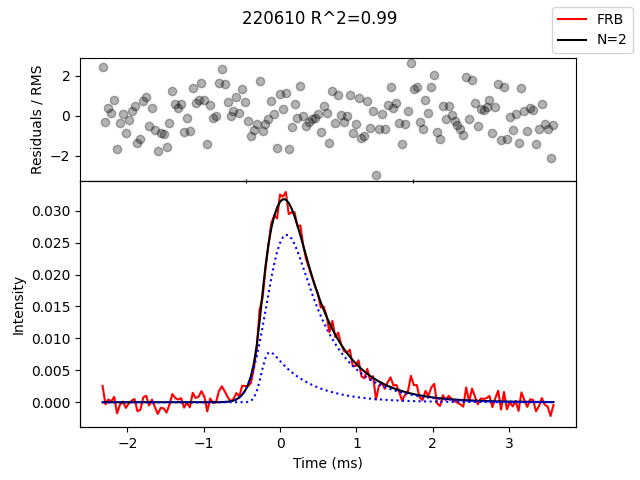 220610 R^2=0.99
FRB
N=2
Residuals / RMS
2
0
−2
Intensity
0.030
0.025
0.020
0.015
0.010
0.005
0.000
−2
−1
0
1
2
3
Time (ms)